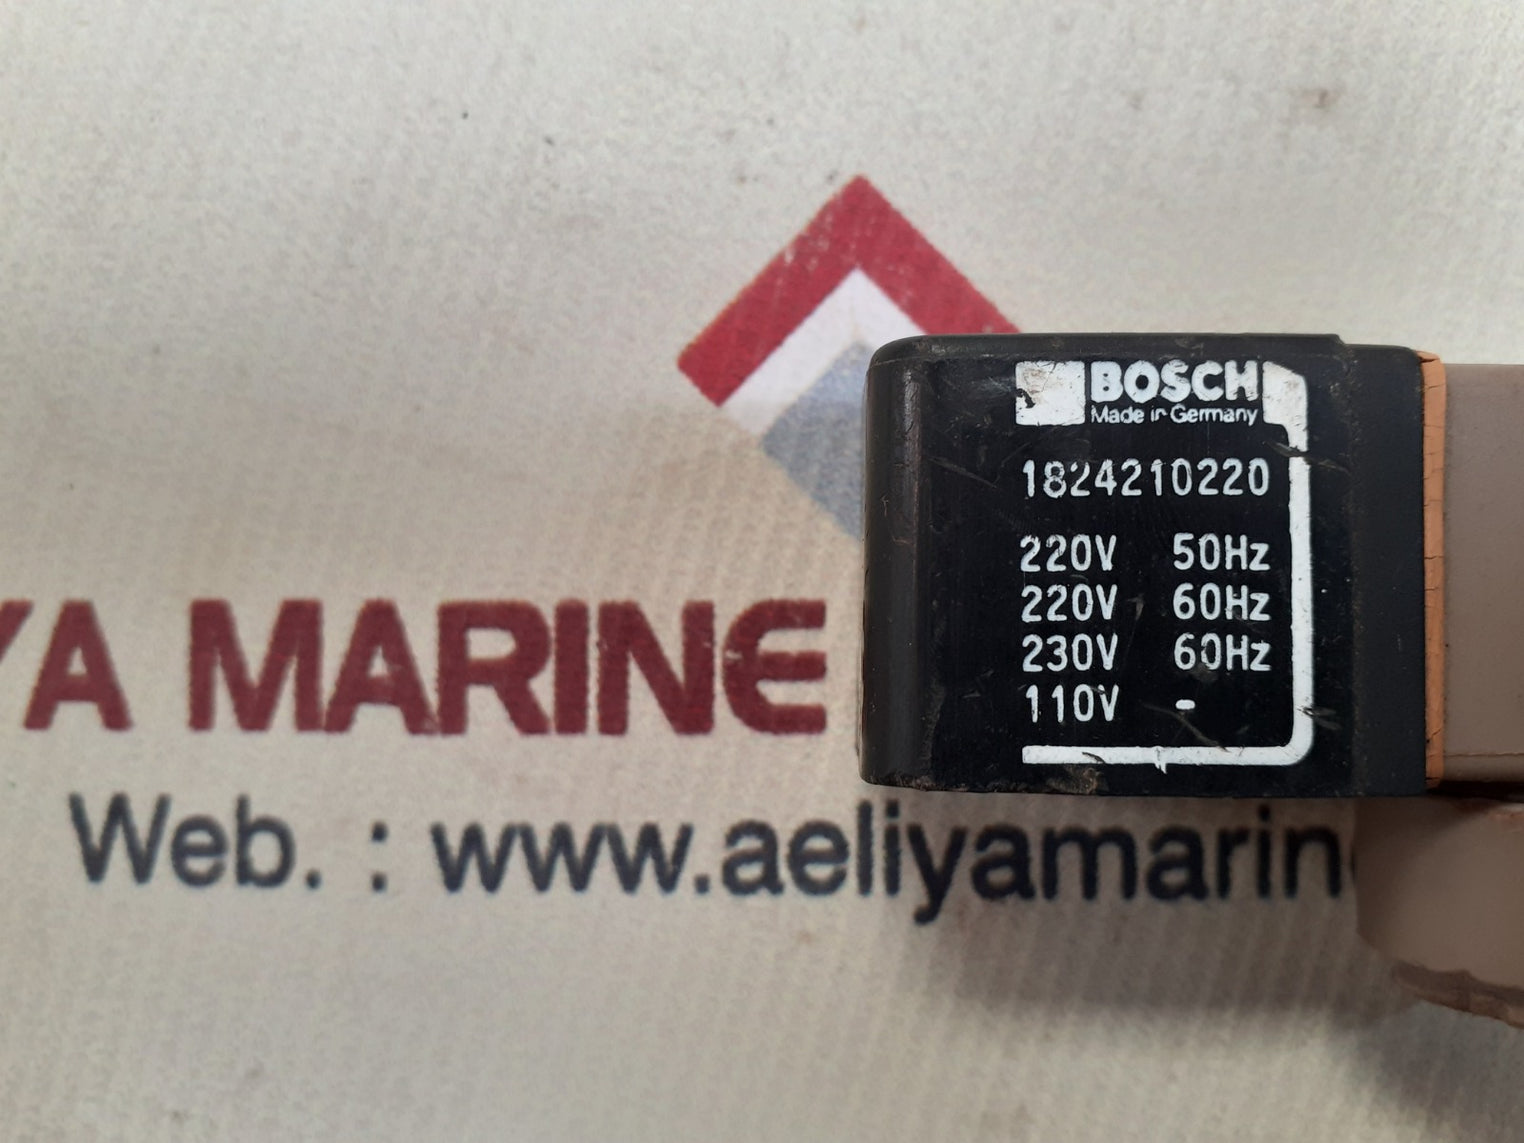 BOSCH
Made in Germany
1824210220
220V 50Hz
220V 60Hz
230V 60Hz
110V -
YA MARINE
Web. : www.aeliyamarin